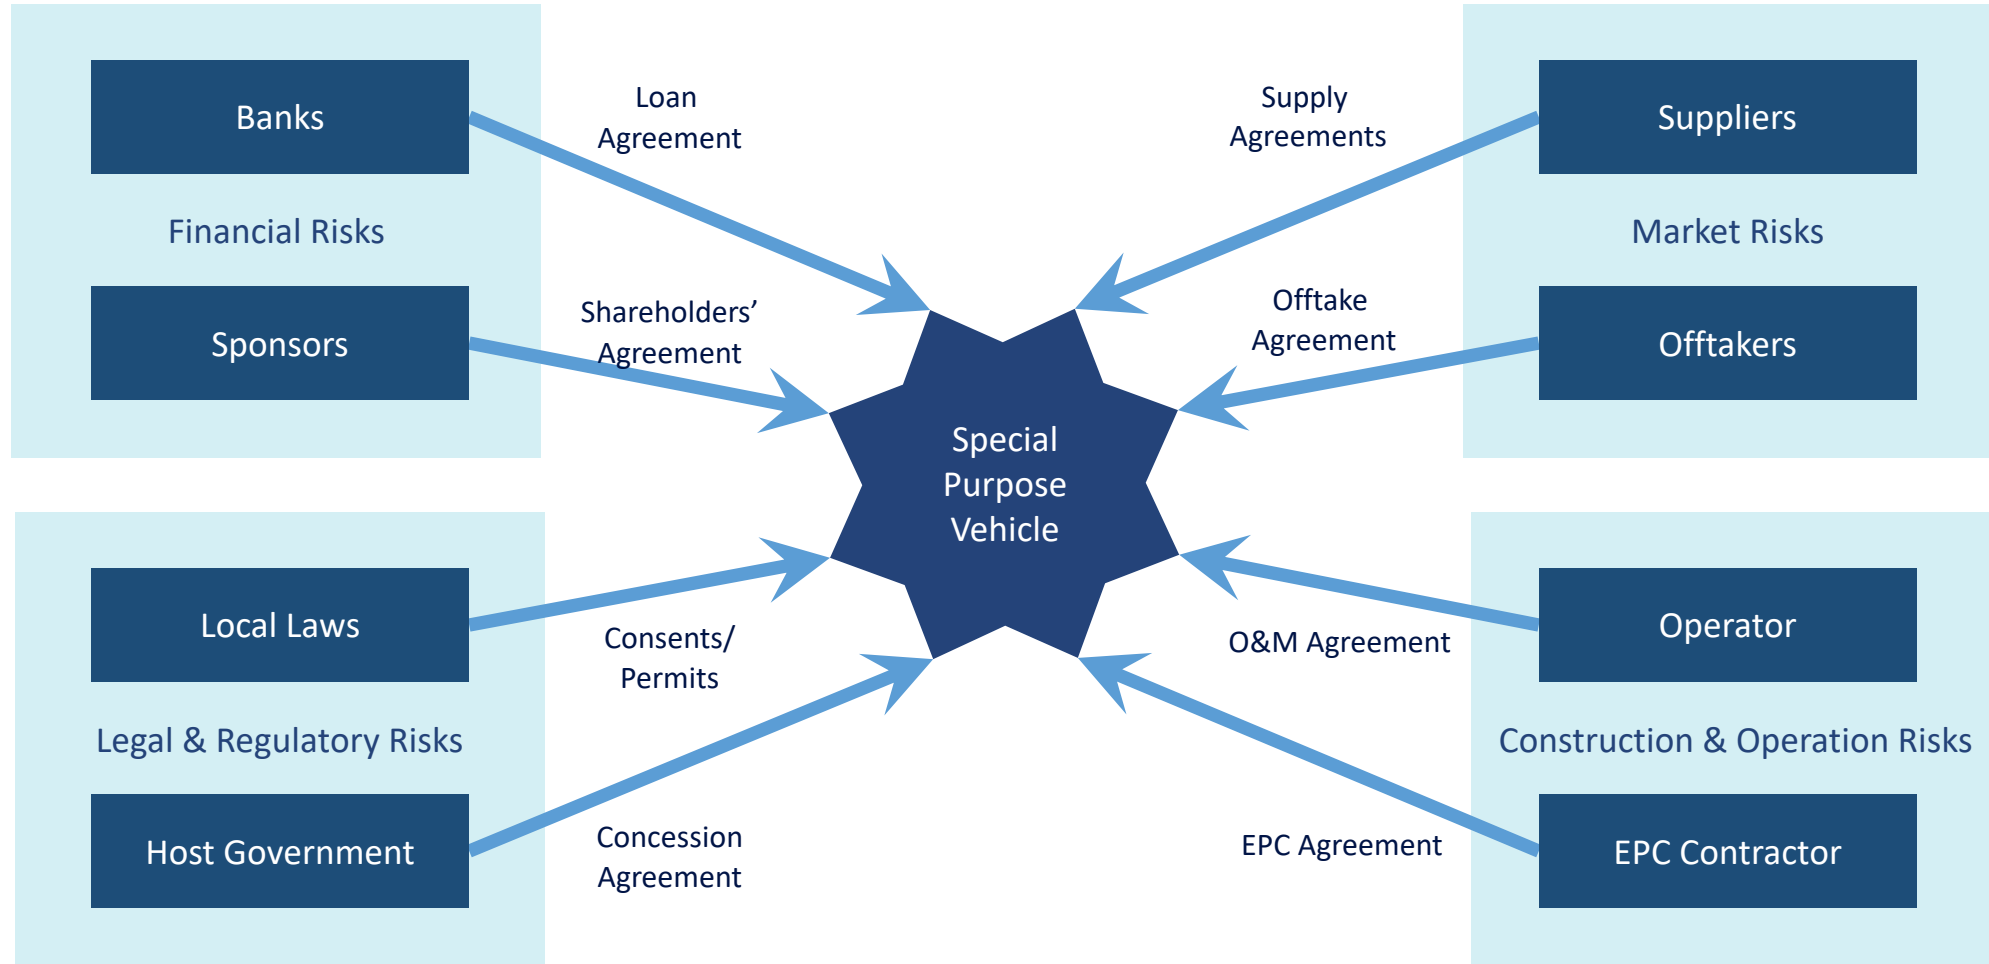 Banks
Financial Risks
Sponsors
Loan
Agreement
Shareholders’
Agreement
Supply
Agreements
Offtake
Agreement
Suppliers
Market Risks
Offtakers
Special
Purpose
Vehicle
Local Laws
Legal & Regulatory Risks
Host Government
Consents/
Permits
Concession
Agreement
O&M Agreement
EPC Agreement
Operator
Construction & Operation Risks
EPC Contractor